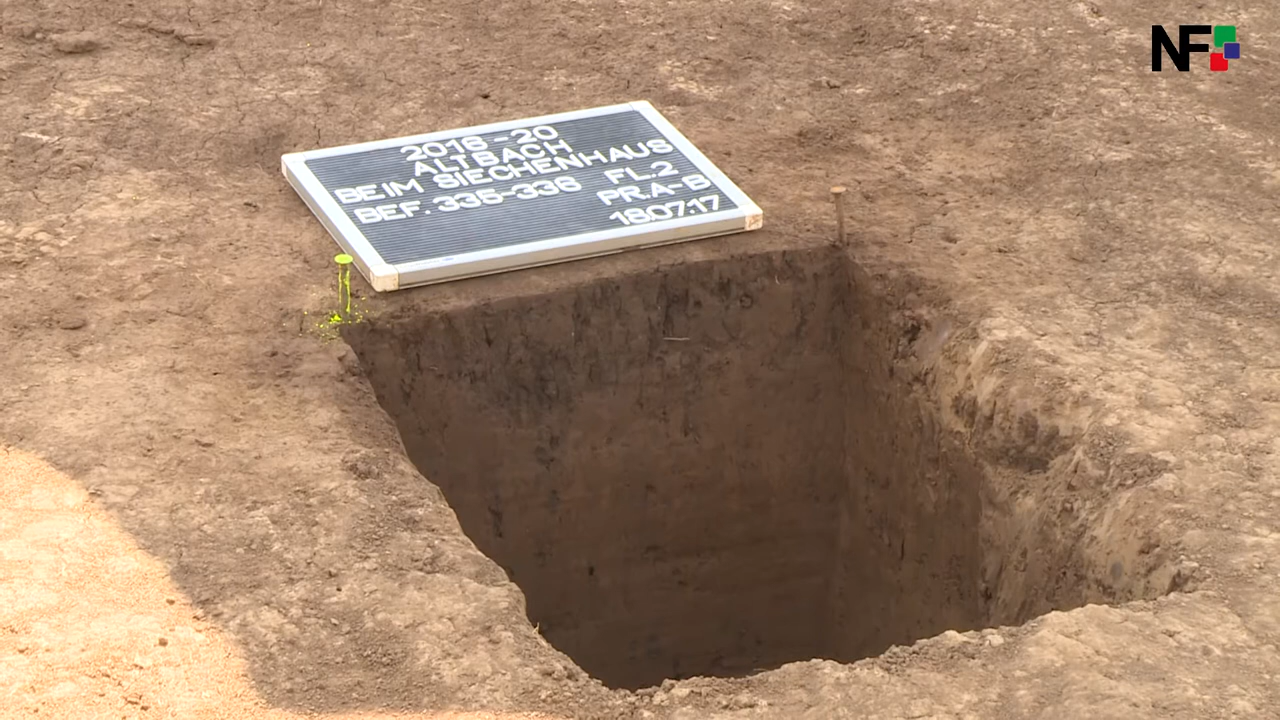 NF
2016-20
ALTBACH
BEIM SIECHENHAUS
BEF. 335-336 FL.2
PR.A-B
18.07.17